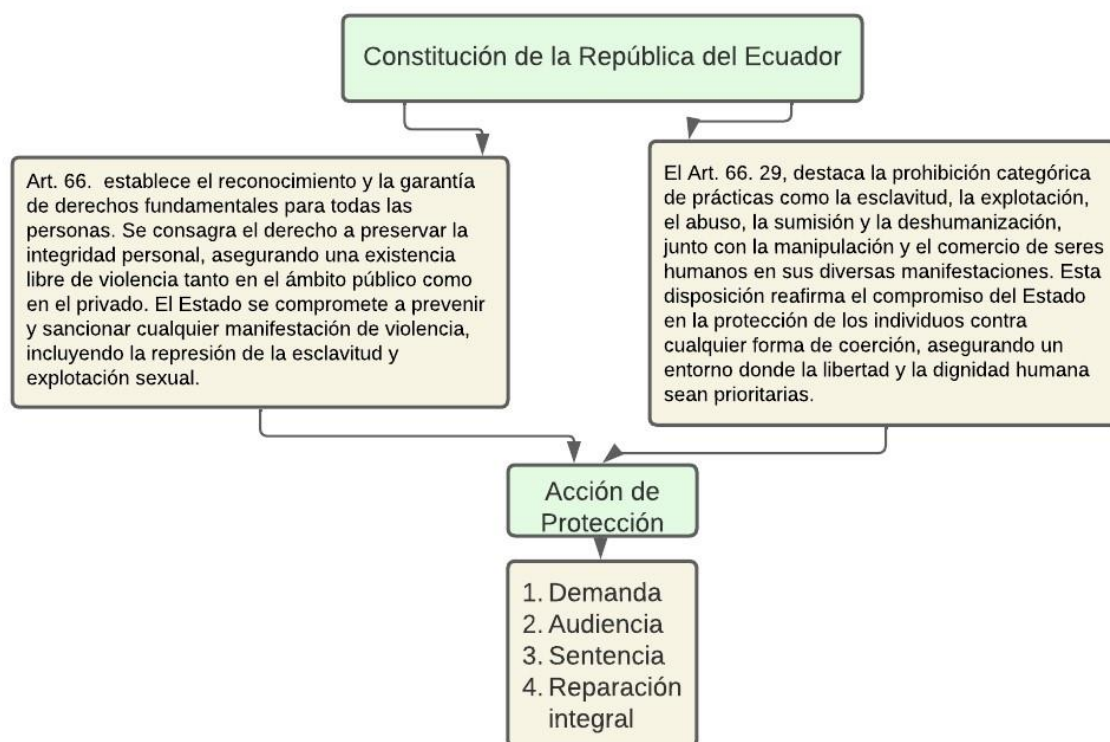 Constitución de la República del Ecuador
Art. 66. establece el reconocimiento y la garantía
de derechos fundamentales para todas las
personas. Se consagra el derecho a preservar la
integridad personal, asegurando una existencia
libre de violencia tanto en el ámbito público como
en el privado. El Estado se compromete a prevenir
y sancionar cualquier manifestación de violencia,
incluyendo la represión de la esclavitud y
explotación sexual.
El Art. 66. 29, destaca la prohibición categórica
de prácticas como la esclavitud, la explotación,
el abuso, la sumisión y la deshumanización,
junto con la manipulación y el comercio de seres
humanos en sus diversas manifestaciones. Esta
disposición reafirma el compromiso del Estado
en la protección de los individuos contra
cualquier forma de coerción, asegurando un
entorno donde la libertad y la dignidad humana
sean prioritarias.
Acción de
Protección
1. Demanda
2. Audiencia
3. Sentencia
4. Reparación
integral